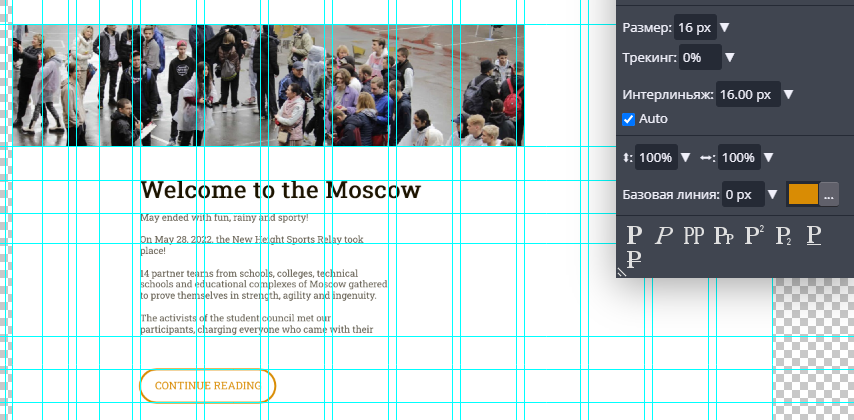 Размер: 16 px
Трекинг: 0%
Интерлиньяж: 16.00 px
Auto
100% 100%
Базовая линия: 0 px ...
P P PP Pp P2 P2 P
P
Welcome to the Moscow
May ended with fun, rainy and sporty!
On May 28, 2022, the New Height Sports Relay took
place!
14 partner teams from schools, colleges, technical
schools and educational complexes of Moscow gathered
to prove themselves in strength, agility and ingenuity.
The activists of the student council met our
participants, charging everyone who came with their
CONTINUE READING